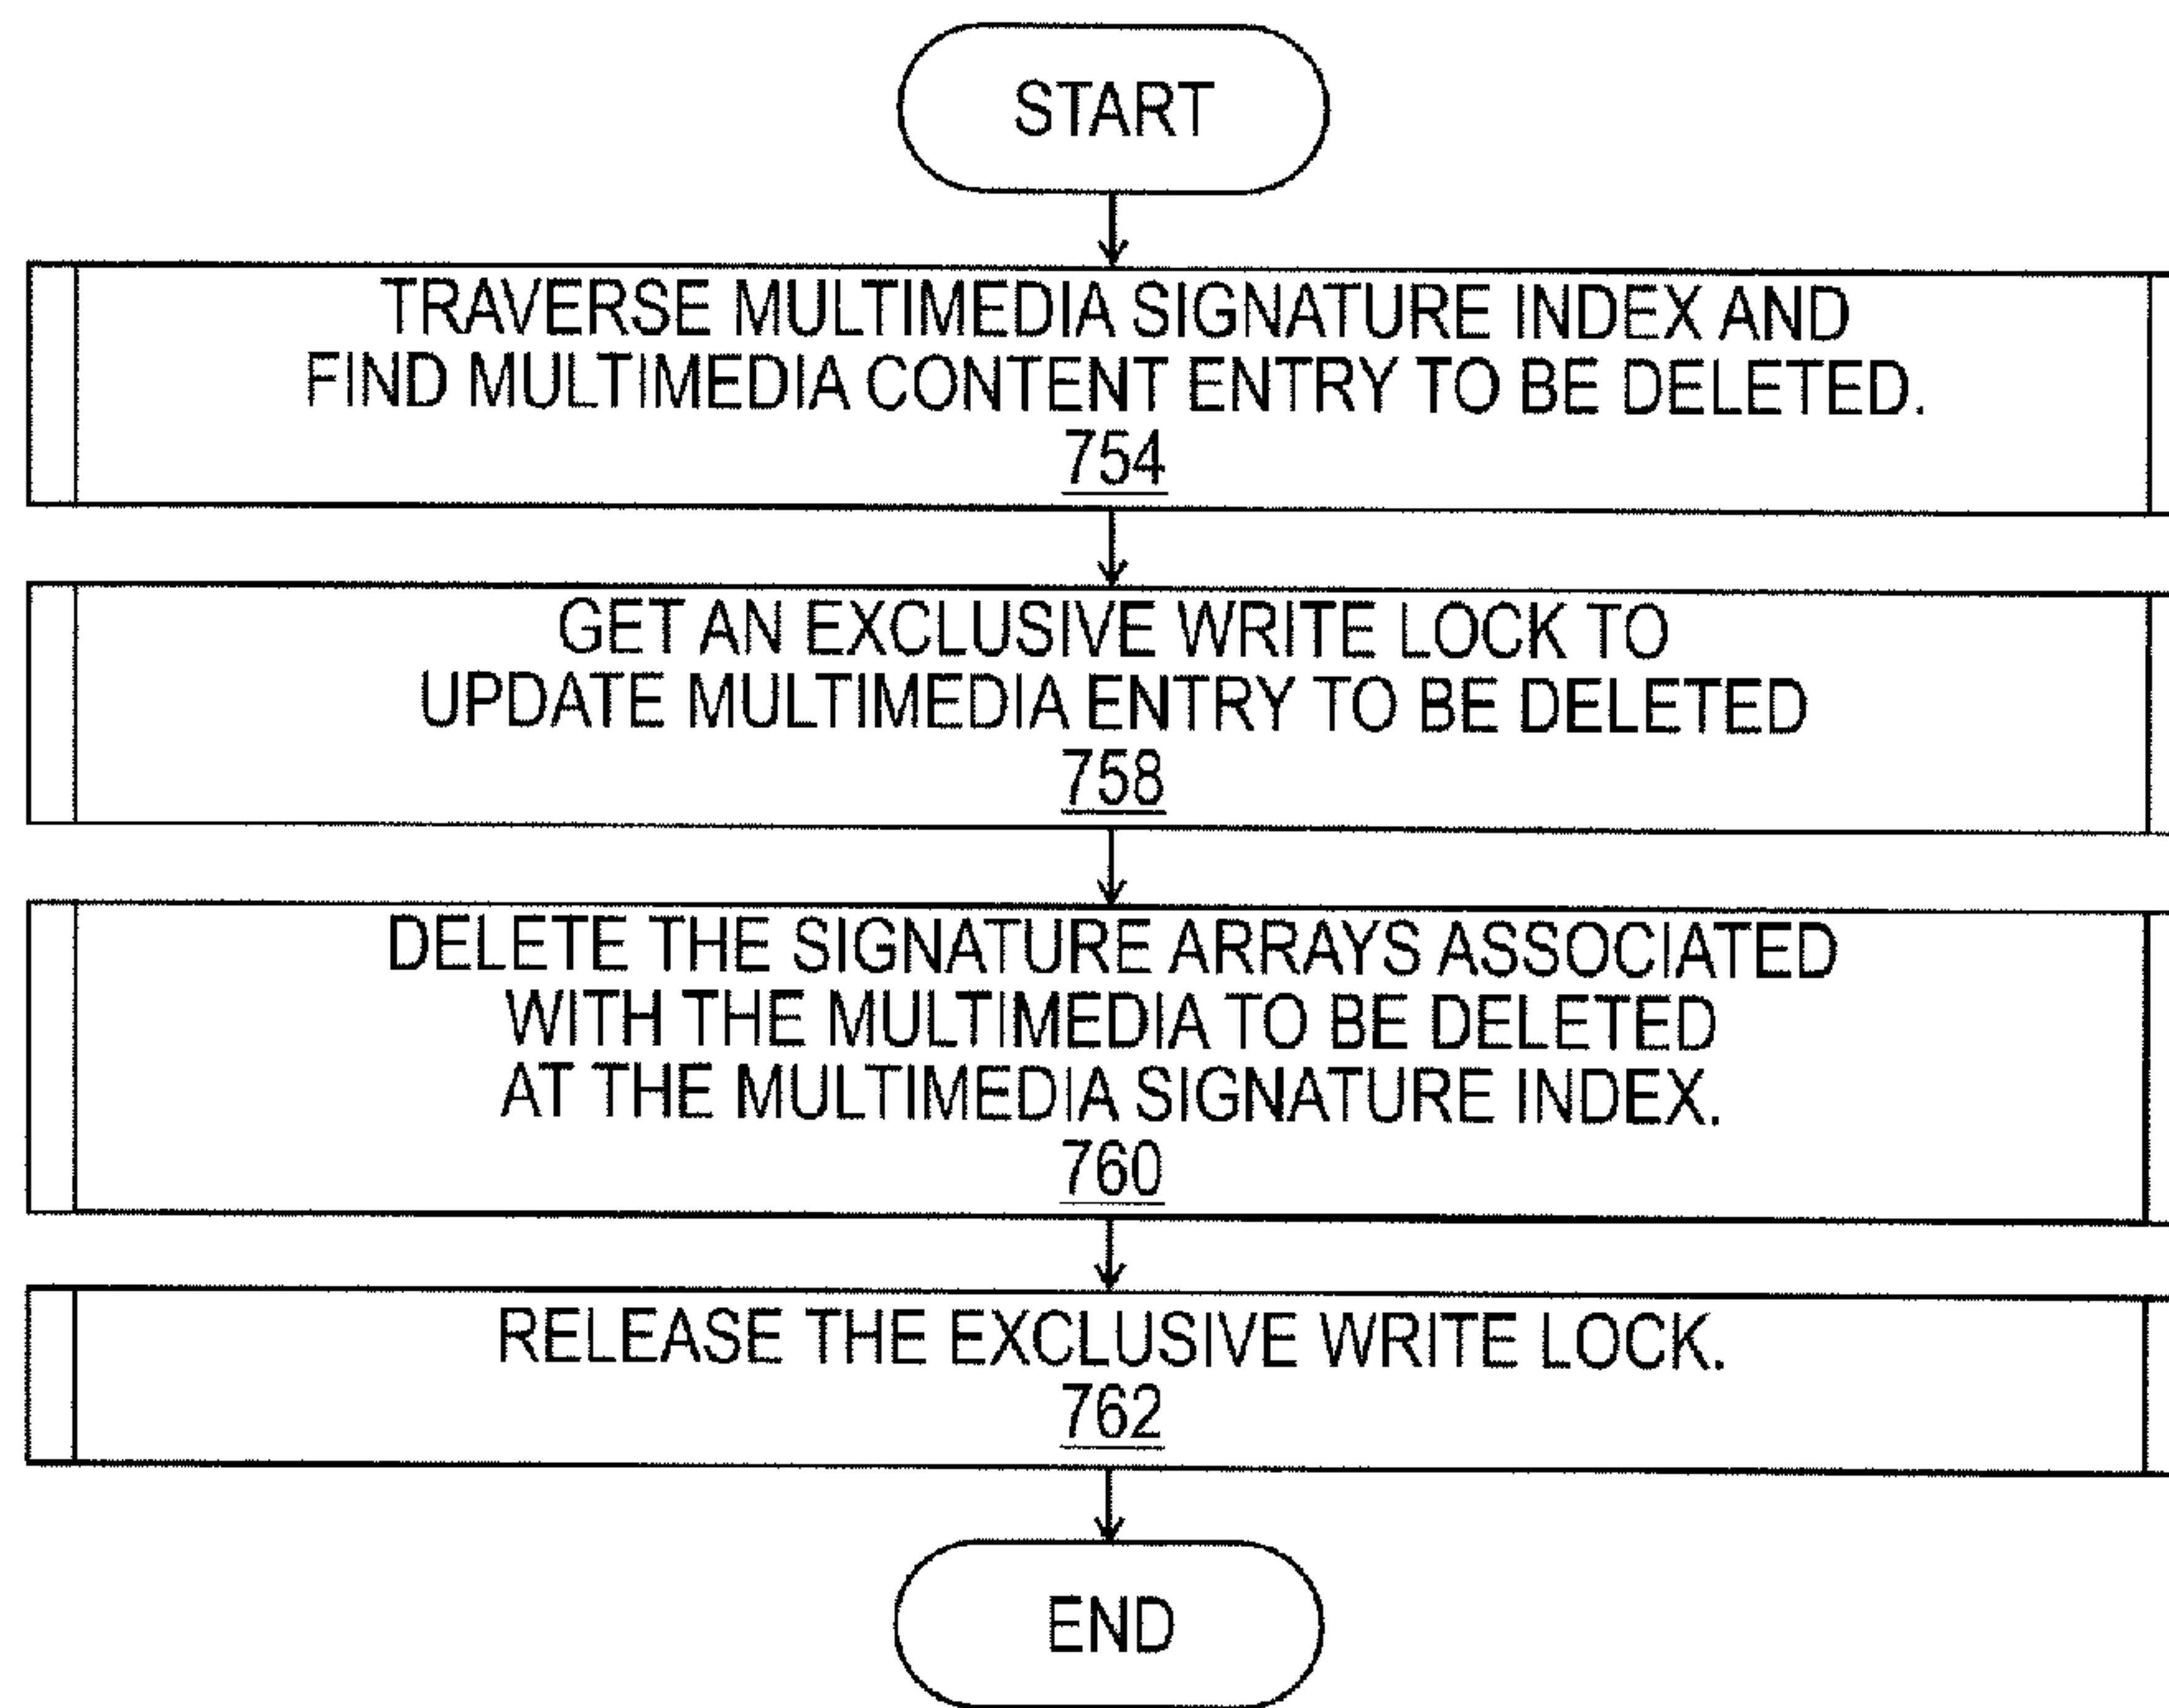 START
TRAVERSE MULTIMEDIA SIGNATURE INDEX AND
FIND MULTIMEDIA CONTENT ENTRY TO BE DELETED.
754
GET AN EXCLUSIVE WRITE LOCK TO
UPDATE MULTIMEDIA ENTRY TO BE DELETED
758
DELETE THE SIGNATURE ARRAYS ASSOCIATED
WITH THE MULTIMEDIA TO BE DELETED
AT THE MULTIMEDIA SIGNATURE INDEX.
760
RELEASE THE EXCLUSIVE WRITE LOCK.
762
END